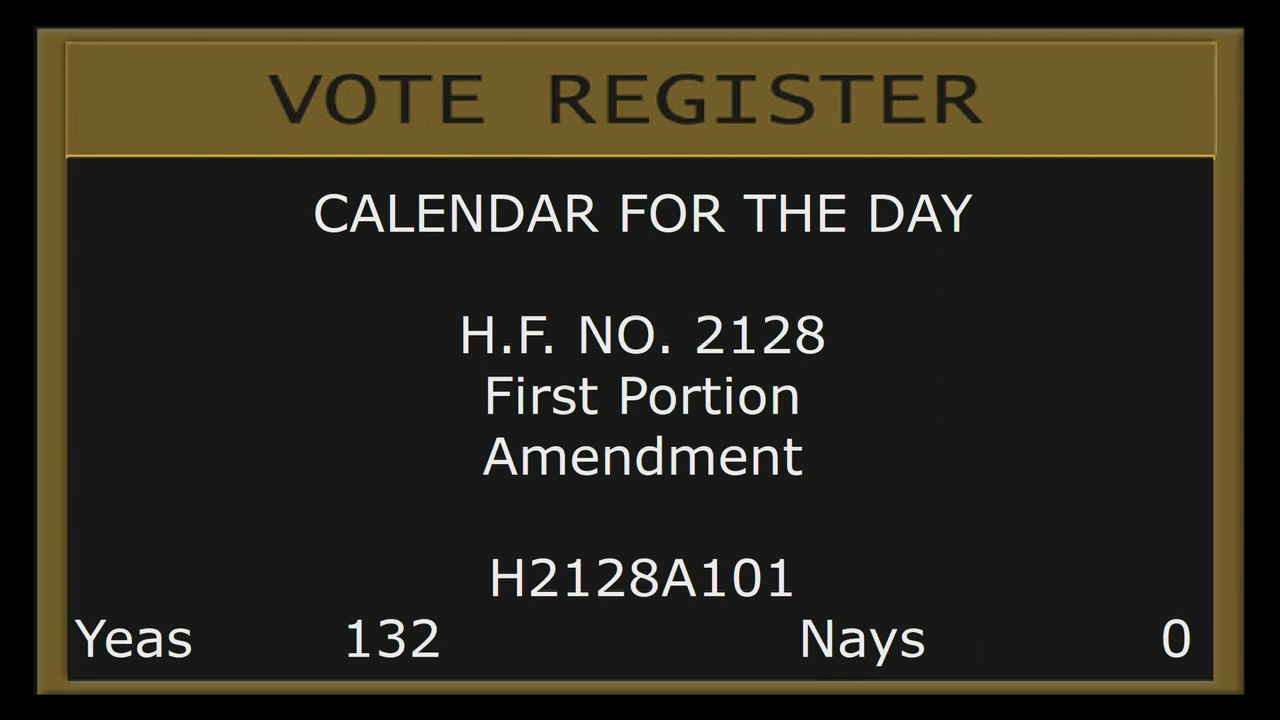 VOTE REGISTER
CALENDAR FOR THE DAY
H.F. NO. 2128
First Portion
Amendment
H2128A101
Yeas 132 Nays 0